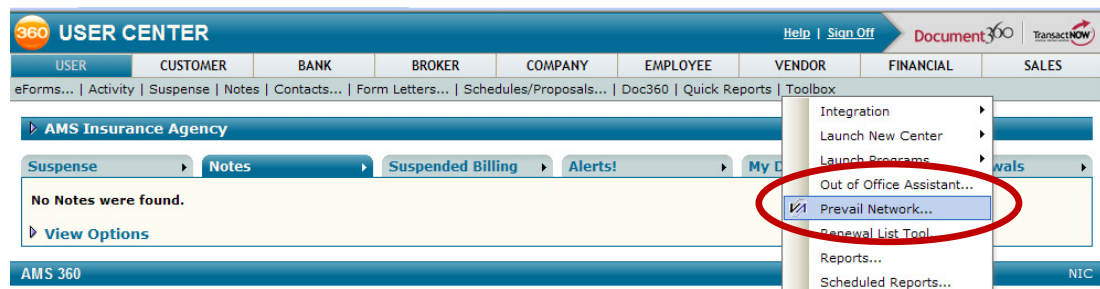 360 USER CENTER Help | Sign Off Document360 TransactNOW
USER CUSTOMER BANK BROKER COMPANY EMPLOYEE VENDOR FINANCIAL SALES
eForms... | Activity | Suspense | Notes | Contacts... | Form Letters... | Schedules/Proposals... | Doc360 | Quick Reports | Toolbox
AMS Insurance Agency
Suspense Notes Suspended Billing Alerts! My
No Notes were found.
View Options
AMS 360 NIC
Integration
Launch New Center
Launch Programs
Out of Office Assistant...
Prevail Network...
Renewal List Tool...
Reports...
Scheduled Reports...